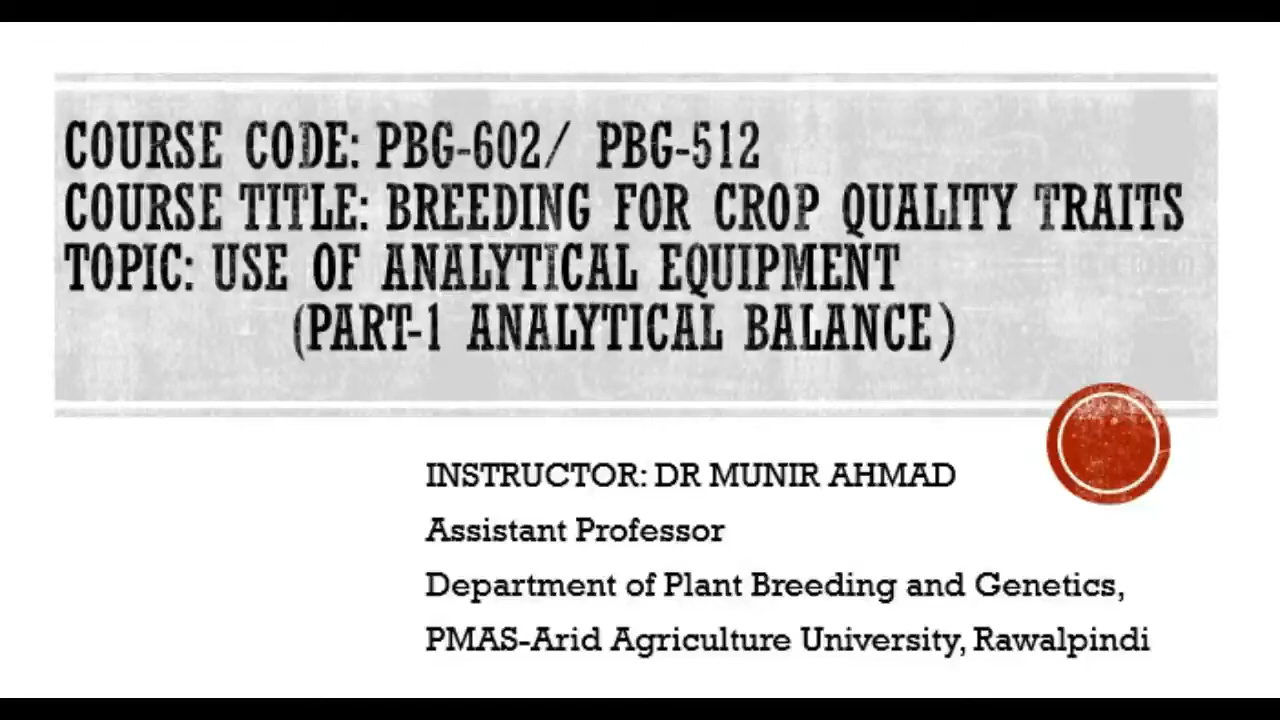 COURSE CODE: PBG-602/ PBG-512
COURSE TITLE: BREEDING FOR CROP QUALITY TRAITS
TOPIC: USE OF ANALYTICAL EQUIPMENT
(PART-1 ANALYTICAL BALANCE)
INSTRUCTOR: DR MUNIR AHMAD
Assistant Professor
Department of Plant Breeding and Genetics,
PMAS-Arid Agriculture University, Rawalpindi